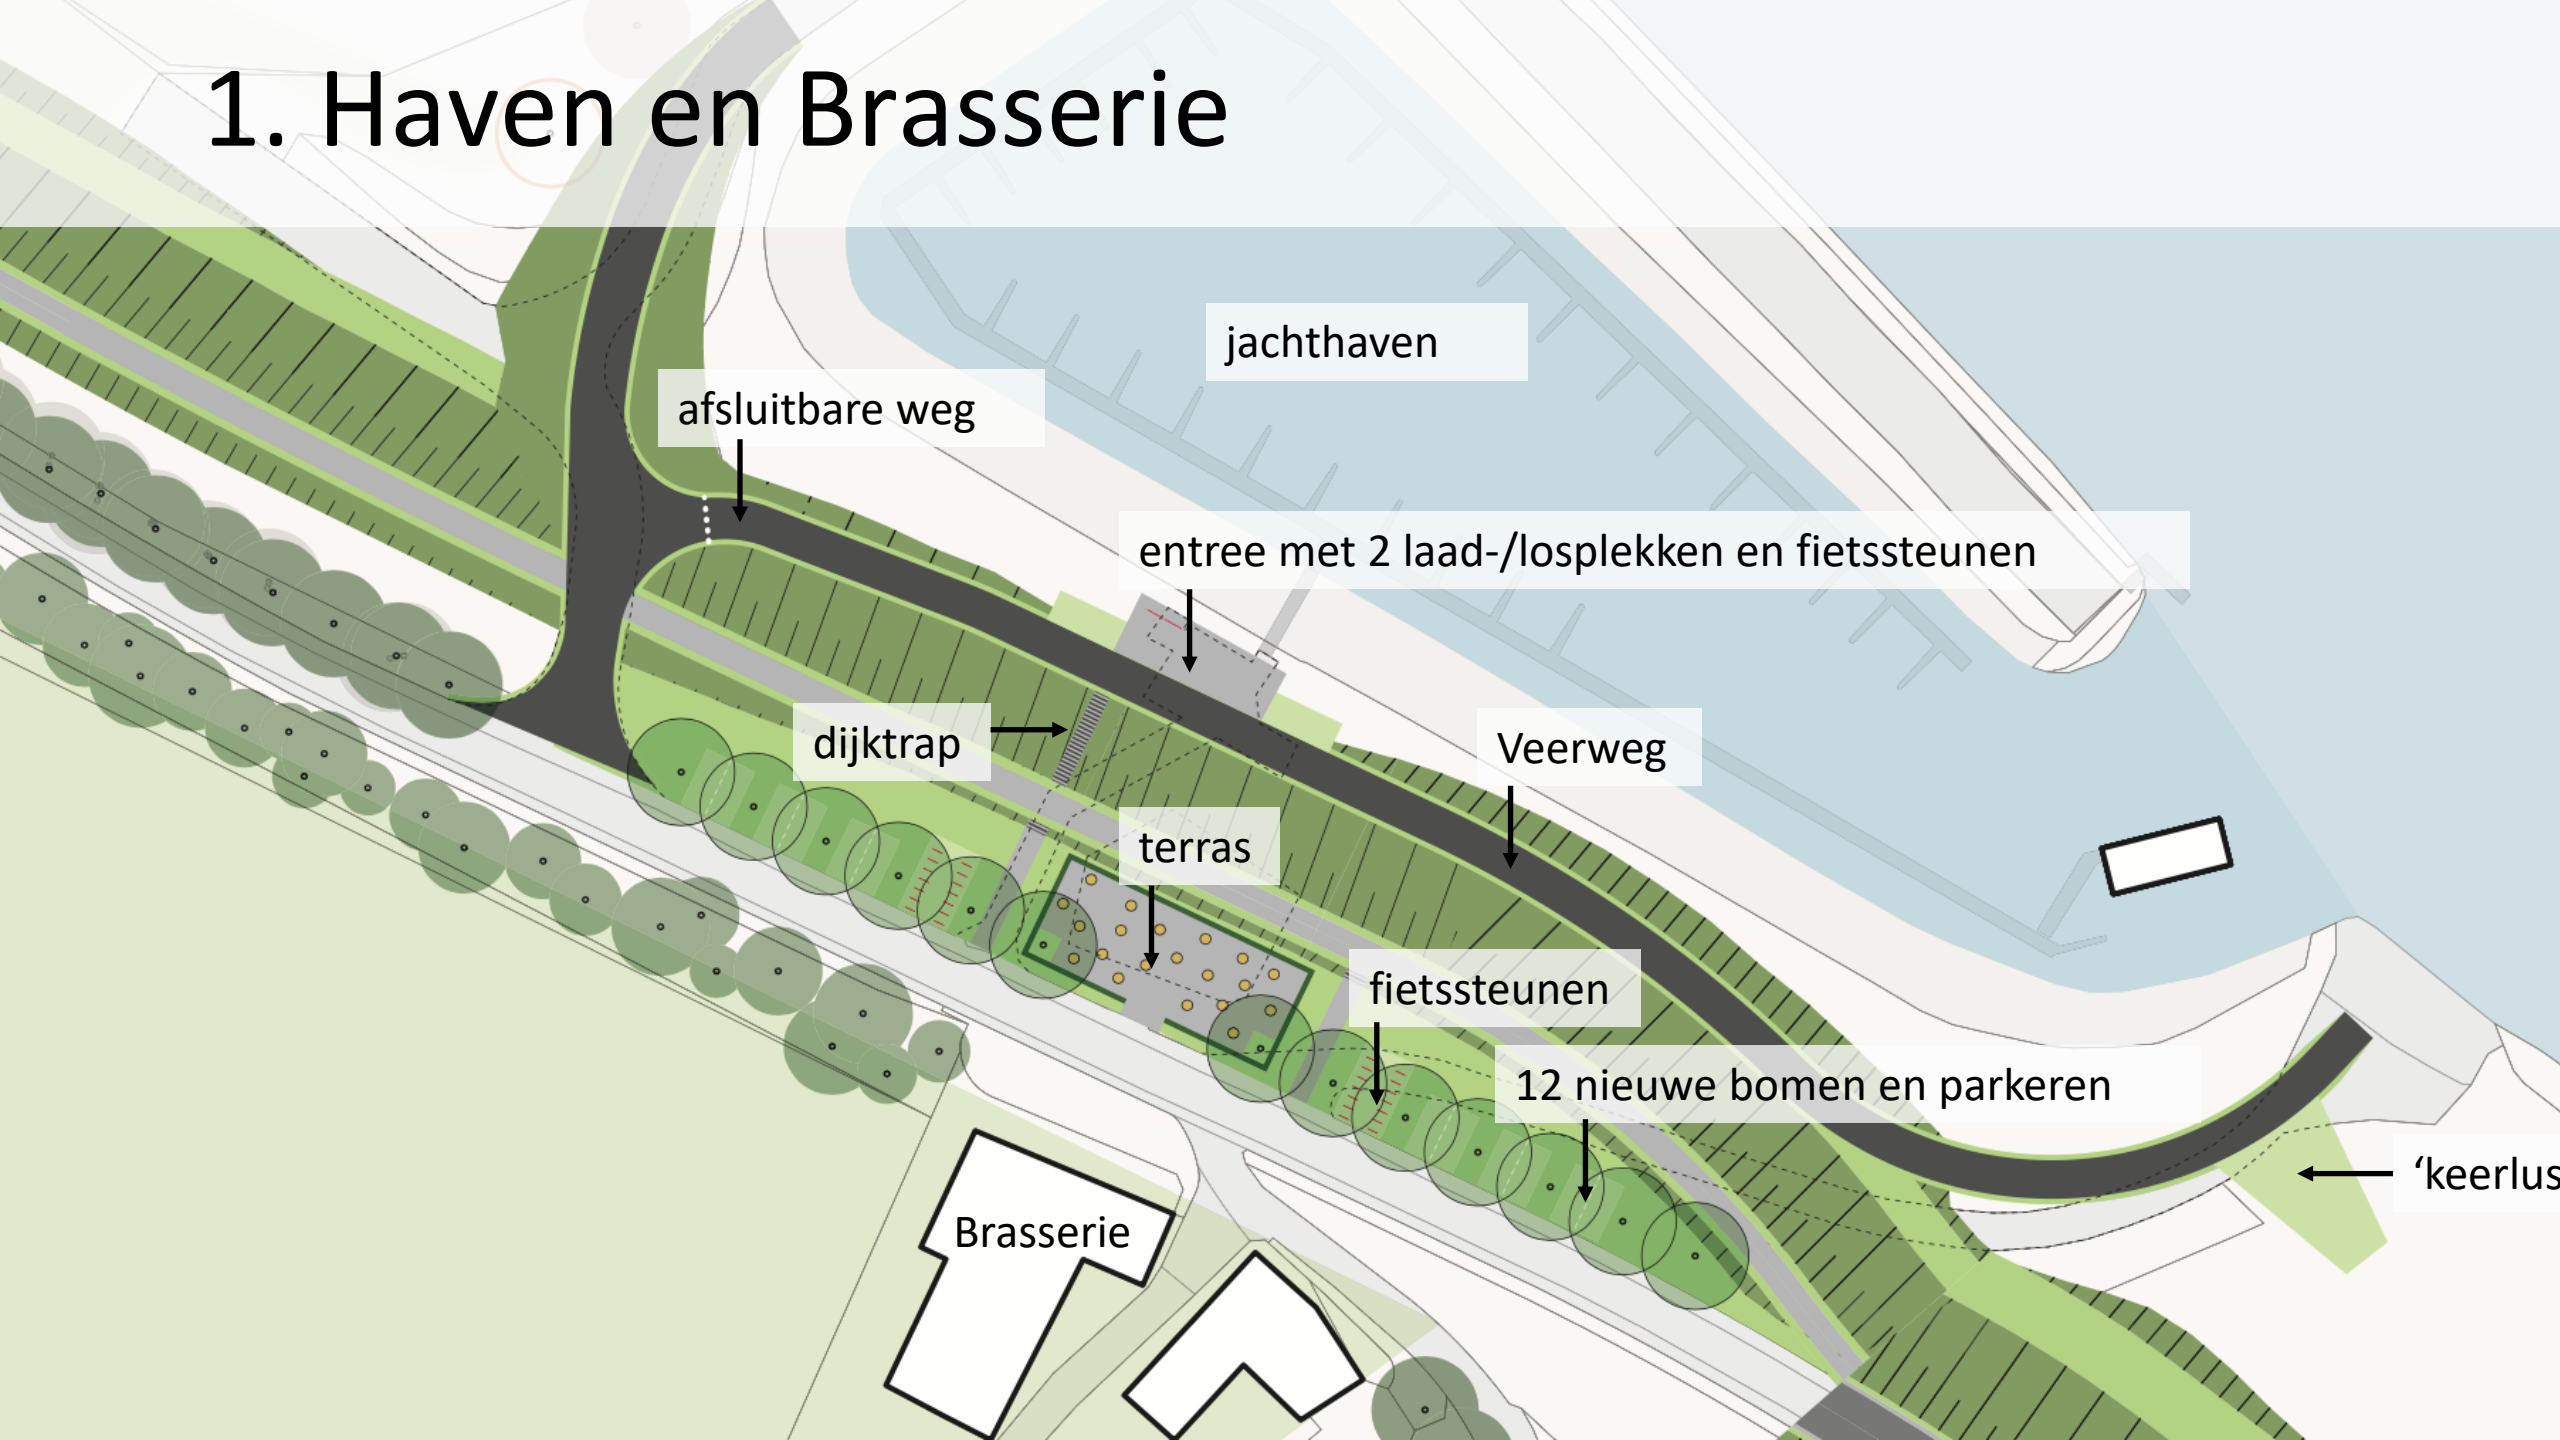 1. Haven en Brasserie
jachthaven
afsluitbare weg
entree met 2 laad-/losplekken en fietssteunen
dijktrap
Veerweg
terras
fietssteunen
12 nieuwe bomen en parkeren
‘keerlus
Brasserie